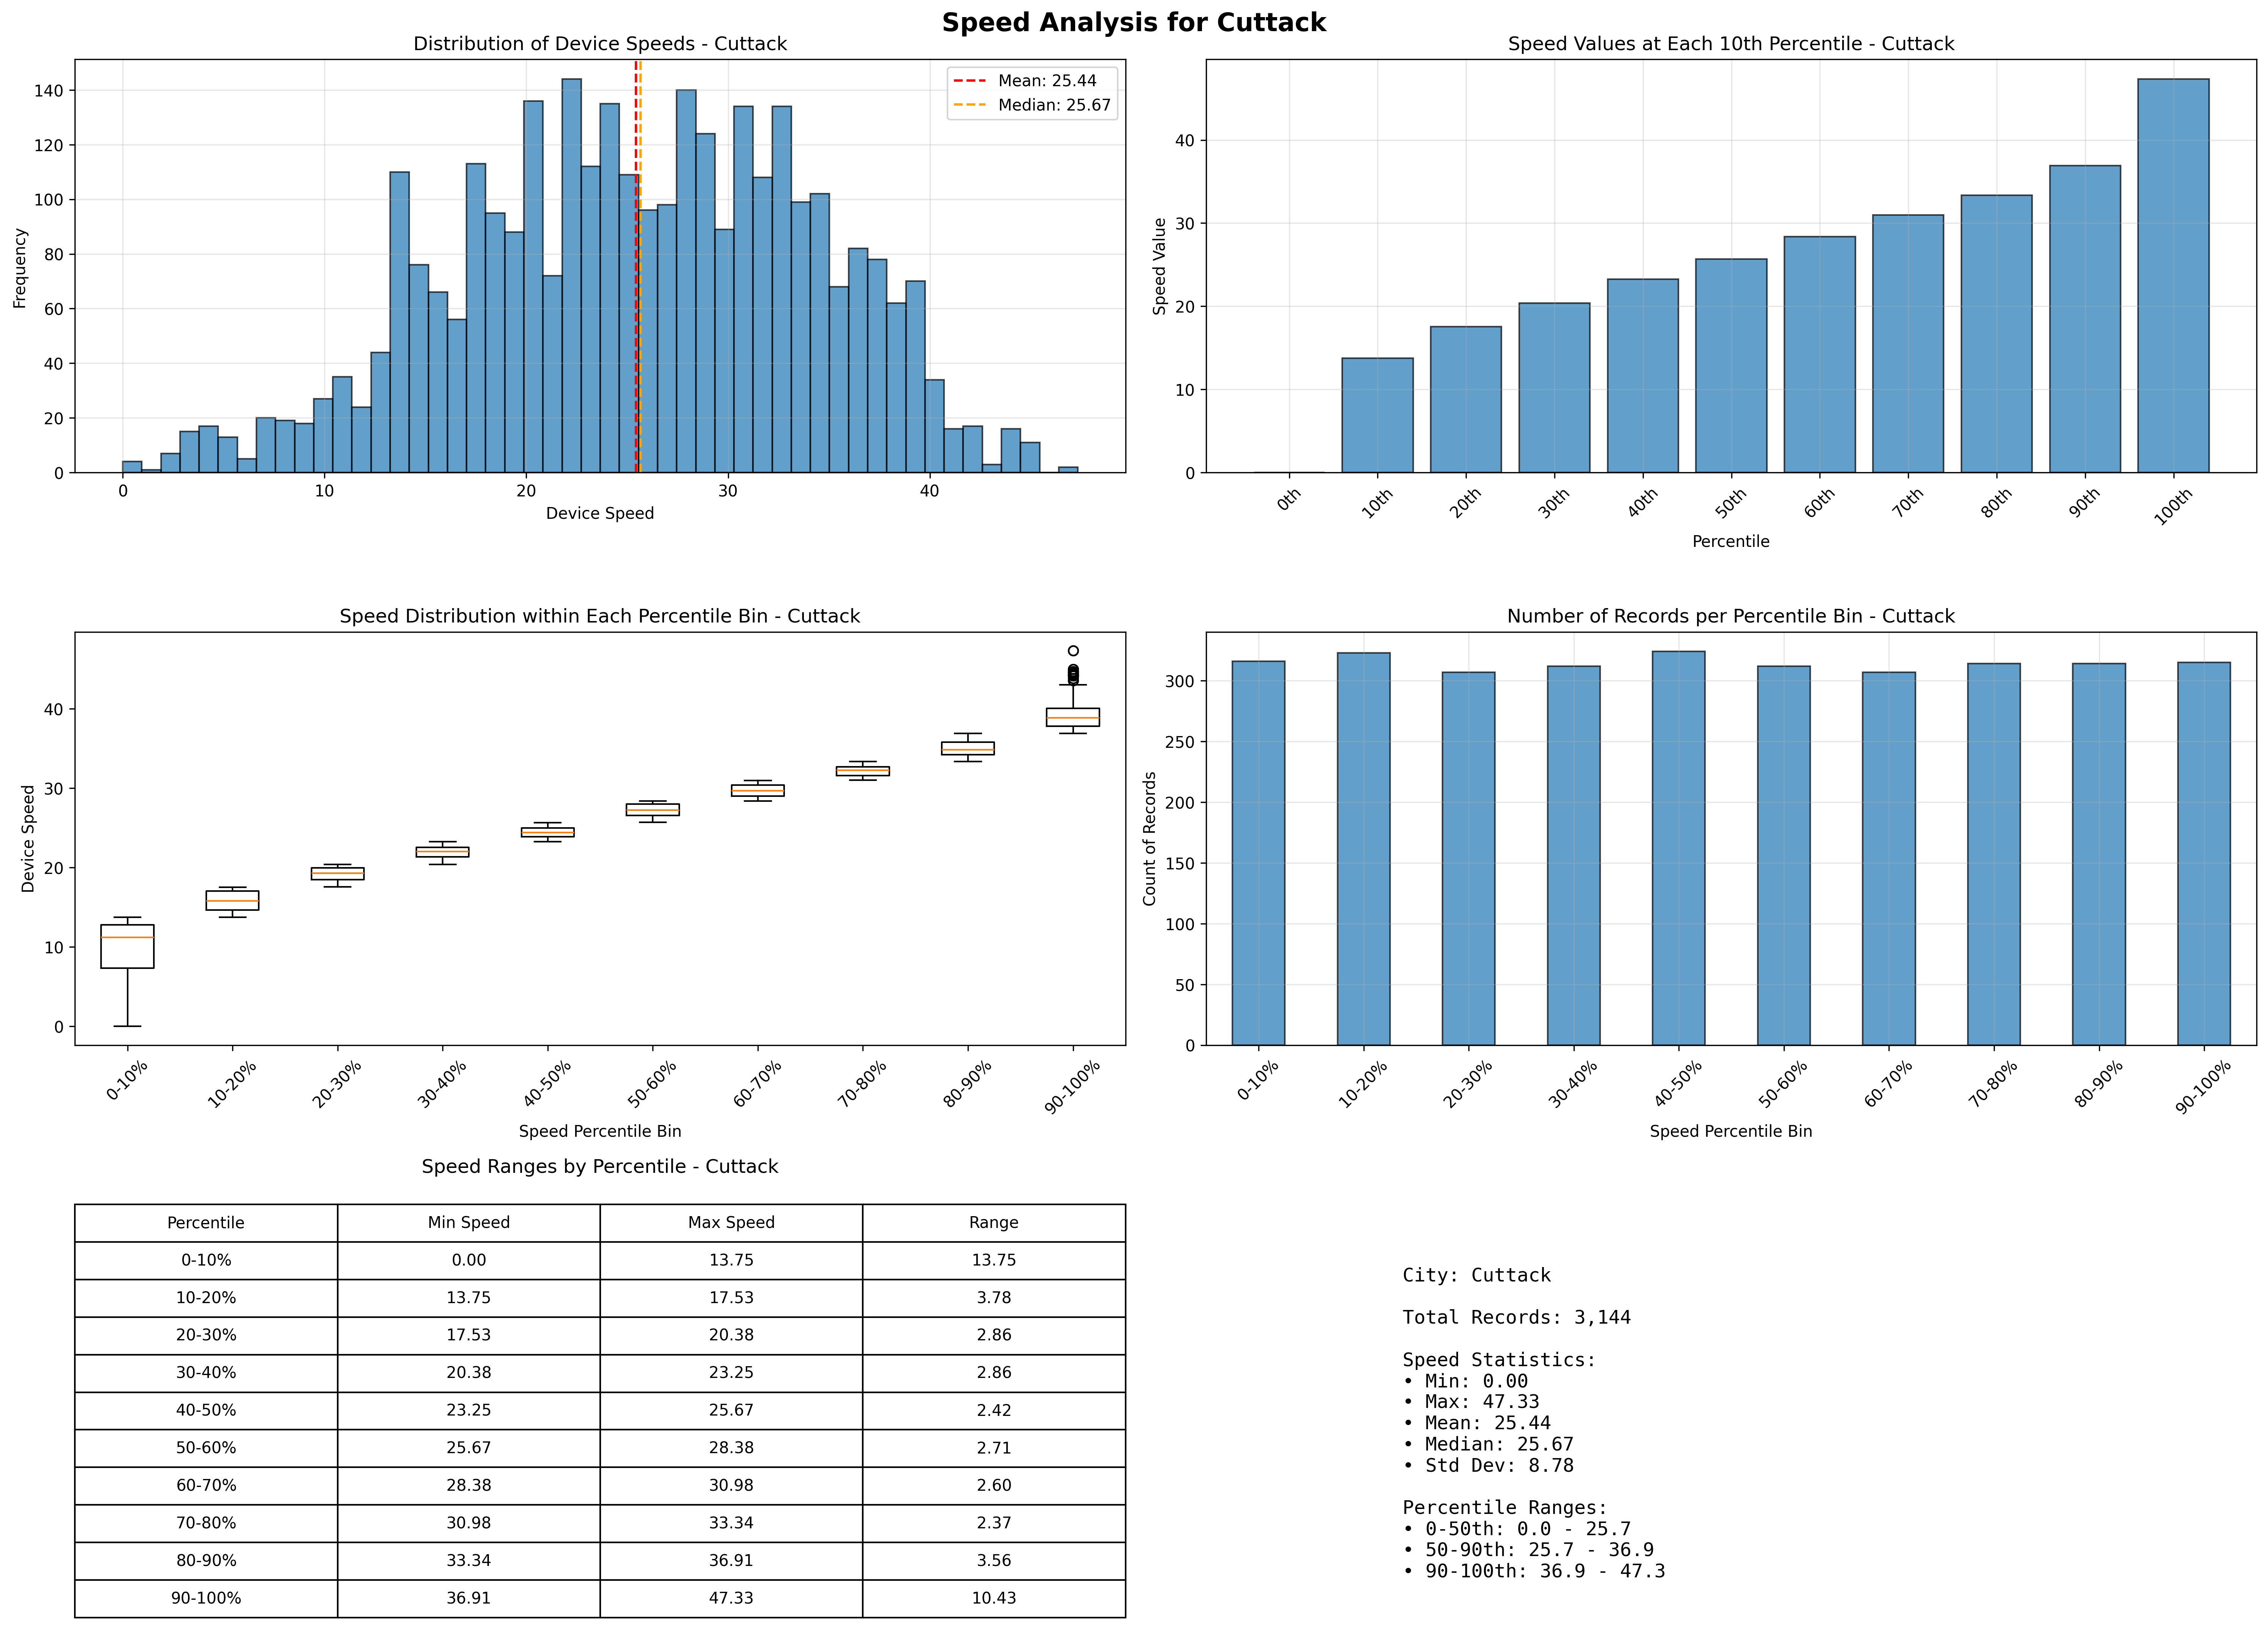 Speed Analysis for Cuttack
Distribution of Device Speeds - Cuttack
Mean: 25.44
Median: 25.67
140
120
100
80
60
40
20
0
Frequency
0 10 20 30 40
Device Speed
Speed Values at Each 10th Percentile - Cuttack
40
30
20
10
0
Speed Value
0th 10th 20th 30th 40th 50th 60th 70th 80th 90th 100th
Percentile
Speed Distribution within Each Percentile Bin - Cuttack
40
30
20
10
0
Device Speed
0-10% 10-20% 20-30% 30-40% 40-50% 50-60% 60-70% 70-80% 80-90% 90-100%
Speed Percentile Bin
Number of Records per Percentile Bin - Cuttack
300
250
200
150
100
50
0
Count of Records
0-10% 10-20% 20-30% 30-40% 40-50% 50-60% 60-70% 70-80% 80-90% 90-100%
Speed Percentile Bin
Speed Ranges by Percentile - Cuttack
Percentile Min Speed Max Speed Range
0-10% 0.00 13.75 13.75
10-20% 13.75 17.53 3.78
20-30% 17.53 20.38 2.86
30-40% 20.38 23.25 2.86
40-50% 23.25 25.67 2.42
50-60% 25.67 28.38 2.71
60-70% 28.38 30.98 2.60
70-80% 30.98 33.34 2.37
80-90% 33.34 36.91 3.56
90-100% 36.91 47.33 10.43
City: Cuttack
Total Records: 3,144
Speed Statistics:
• Min: 0.00
• Max: 47.33
• Mean: 25.44
• Median: 25.67
• Std Dev: 8.78
Percentile Ranges:
• 0-50th: 0.0 - 25.7
• 50-90th: 25.7 - 36.9
• 90-100th: 36.9 - 47.3